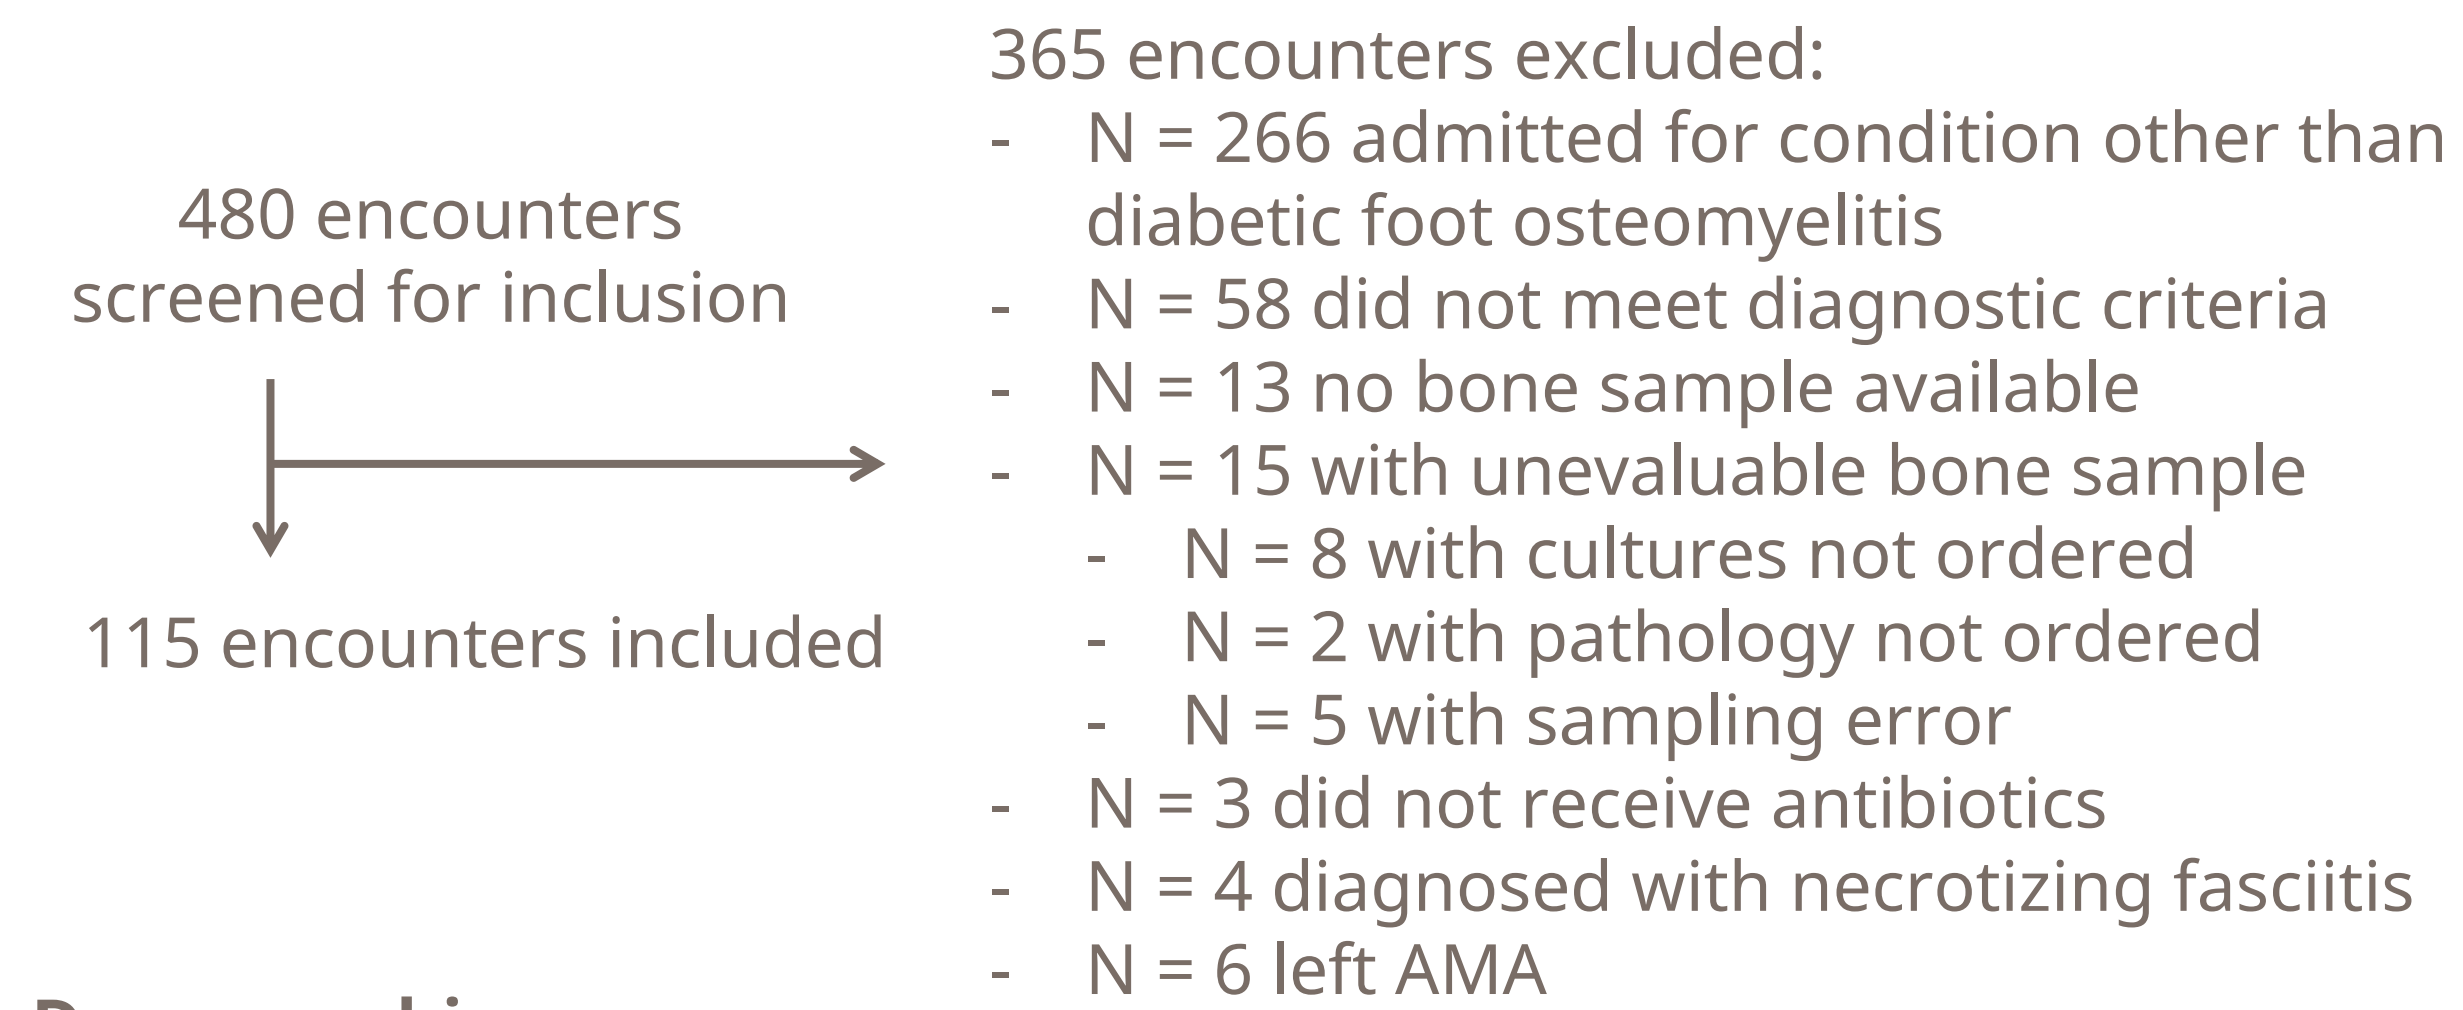 480 encounters
screened for inclusion
115 encounters included
365 encounters excluded:
- N = 266 admitted for condition other than
diabetic foot osteomyelitis
- N = 58 did not meet diagnostic criteria
- N = 13 no bone sample available
- N = 15 with unevaluable bone sample
- N = 8 with cultures not ordered
- N = 2 with pathology not ordered
- N = 5 with sampling error
- N = 3 did not receive antibiotics
- N = 4 diagnosed with necrotizing fasciitis
- N = 6 left AMA